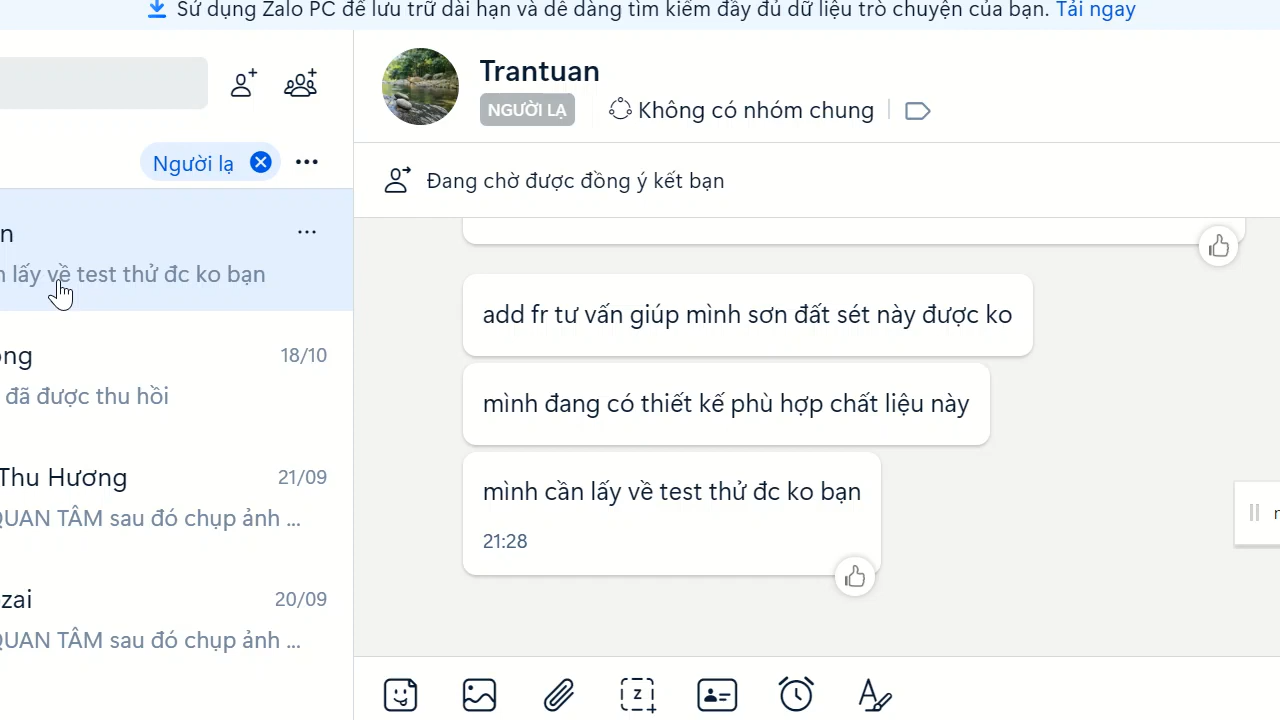 Sử dụng Zalo PC để lưu trữ dài hạn và dễ dàng tìm kiếm đầy đủ dữ liệu trò chuyện của bạn. Tải ngay
Trantuan
NGƯỜI LẠ Không có nhóm chung
Người lạ
Đang chờ được đồng ý kết bạn
n
lấy về test thử đc ko bạn
ong 18/10
đã được thu hồi
Thu Hương 21/09
QUAN TÂM sau đó chụp ảnh ...
zai 20/09
QUAN TÂM sau đó chụp ảnh ...
add fr tư vấn giúp mình sơn đất sét này được ko
mình đang có thiết kế phù hợp chất liệu này
mình cần lấy về test thử đc ko bạn
21:28